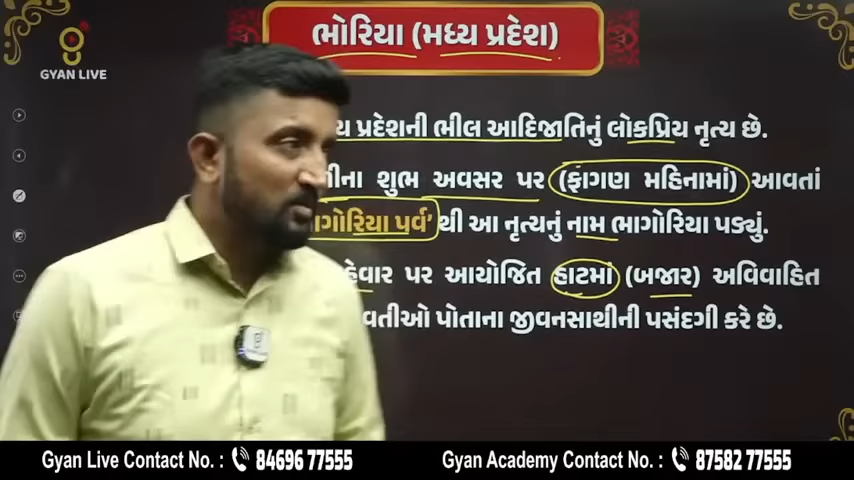 ભોરિયા (મધ્ય પ્રદેશ)
GYAN LIVE
પ્રદેશની ભીલ આદિજાતિનું લોકપ્રિય નૃત્ય છે.
શુભ અવસર પર (ફાગણ મહિનામાં) આવતાં
પર્વ' થી આ નૃત્યનું નામ ભાગોરિયા પડ્યું.
પર આયોજિત હાટમાં (બજાર) અવિવાહિત
પોતાના જીવનસાથીની પસંદગી કરે છે.
Gyan Live Contact No. : 84696 77555
Gyan Academy Contact No. : 87582 77555